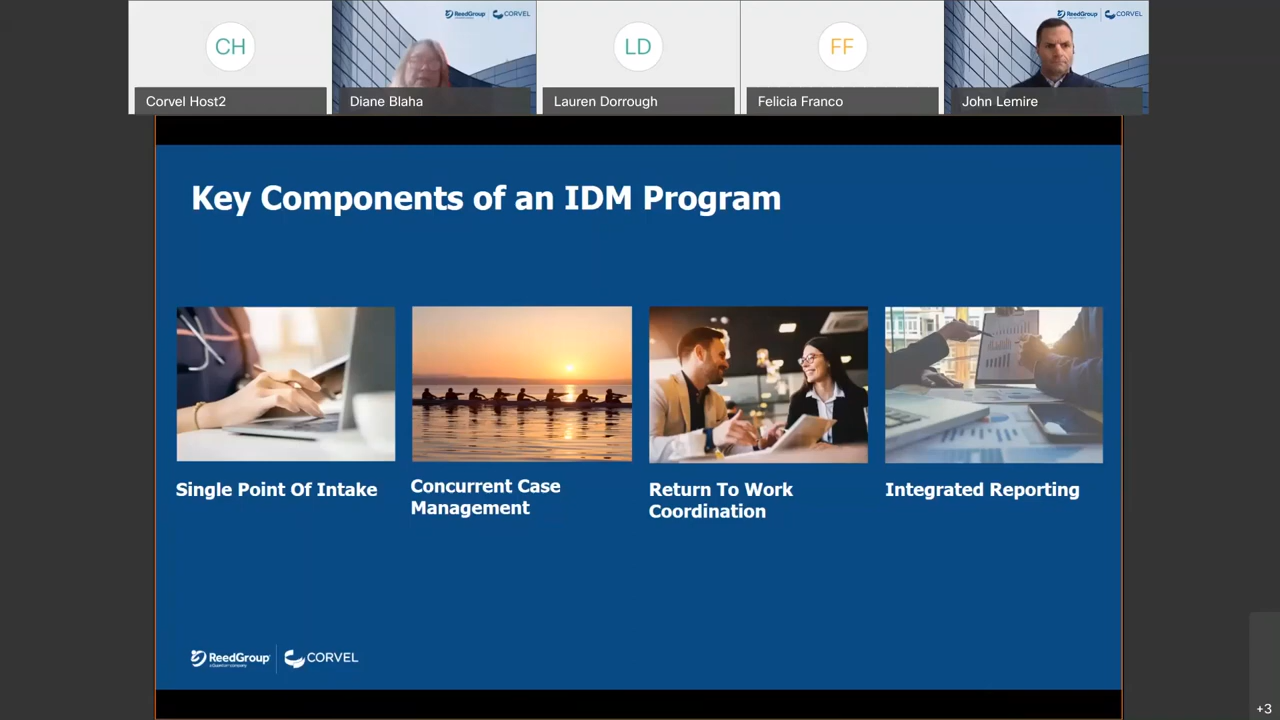 ReedGroup
CORVEL
ReedGroup
CORVEL
CH
LD
FF
Corvel Host2
Diane Blaha
Lauren Dorrough
Felicia Franco
John Lemire
Key Components of an IDM Program
Single Point Of Intake
Concurrent Case
Management
Return To Work
Coordination
Integrated Reporting
ReedGroup
CORVEL
+3